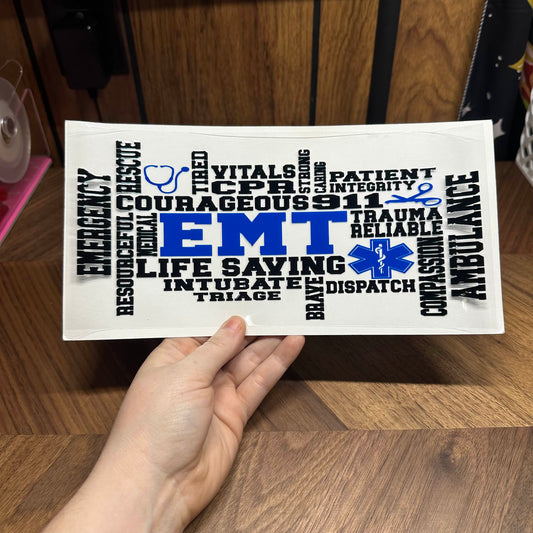 EMERGENCY
RESCUE
RESOURCEFUL
TIRED
VITALS
CPR
STRONG
CARING
PATIENT
INTEGRITY
COURAGEOUS 911
MEDICAL
EMT
TRAUMA
RELIABLE
LIFE SAVING
INTUBATE
TRIAGE
BRAVE
DISPATCH
COMPASSION
AMBULANCE